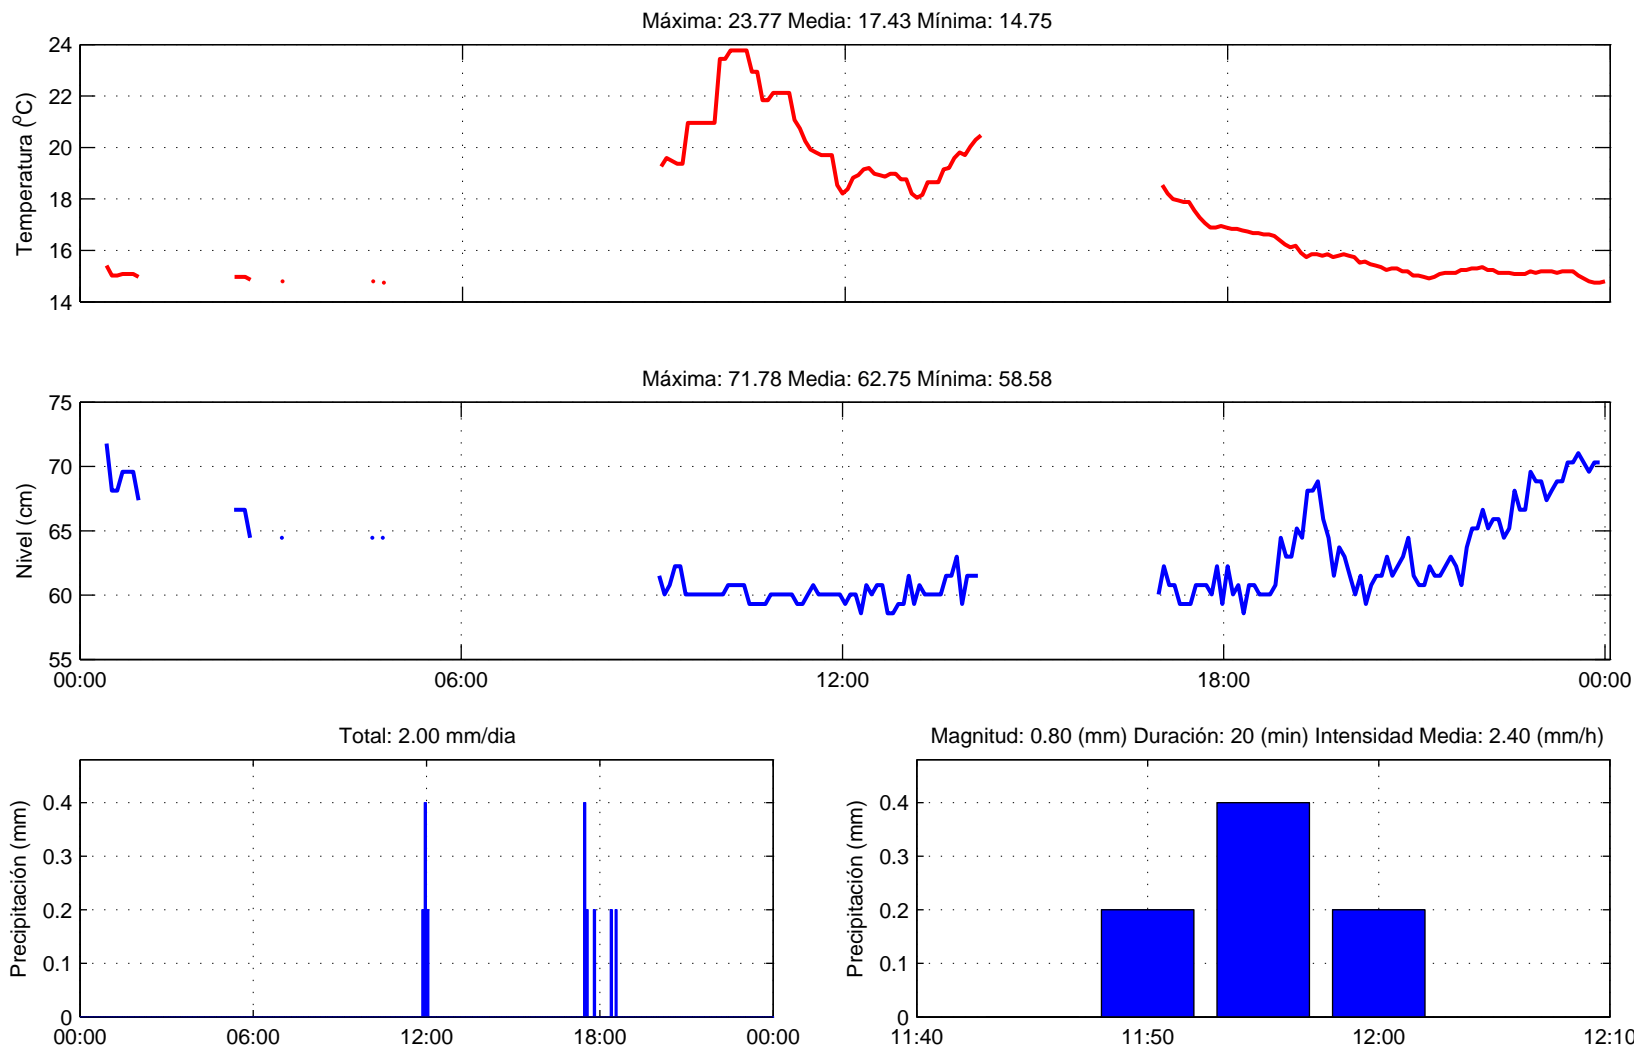 Máxima: 23.77 Media: 17.43 Mínima: 14.75
Temperatura (ºC)
24
22
20
18
16
14
Máxima: 71.78 Media: 62.75 Mínima: 58.58
Nivel (cm)
75
70
65
60
55
00:00 06:00 12:00 18:00 00:00
Total: 2.00 mm/dia
Precipitación (mm)
0.4
0.3
0.2
0.1
0
00:00 06:00 12:00 18:00 00:00
Magnitud: 0.80 (mm) Duración: 20 (min) Intensidad Media: 2.40 (mm/h)
Precipitación (mm)
0.4
0.3
0.2
0.1
0
11:40 11:50 12:00 12:10